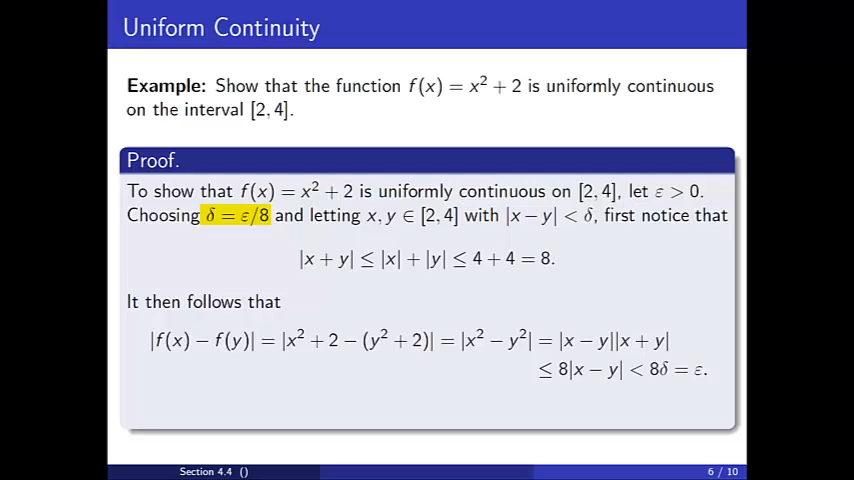 Uniform Continuity
Example: Show that the function f(x) = x² + 2 is uniformly continuous
on the interval [2, 4].
Proof.
To show that f(x) = x² + 2 is uniformly continuous on [2, 4], let ε > 0.
Choosing δ = ε/8 and letting x, y ∈ [2, 4] with |x − y| < δ, first notice that
|x + y| ≤ |x| + |y| ≤ 4 + 4 = 8.
It then follows that
|f(x) − f(y)| = |x² + 2 − (y² + 2)| = |x² − y²| = |x − y||x + y|
≤ 8|x − y| < 8δ = ε.
Section 4.4 ()
6 / 10